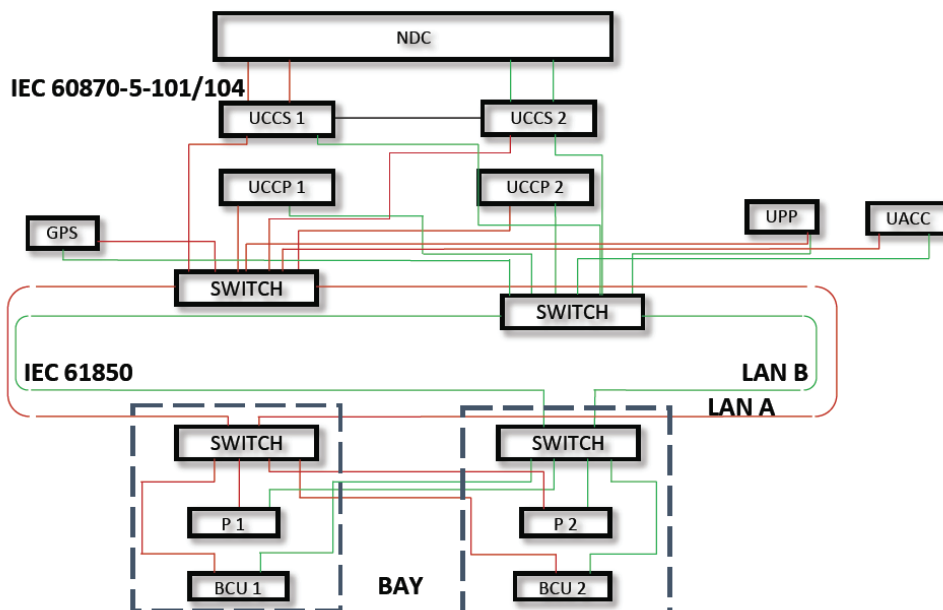 NDC
IEC 60870-5-101/104
UCCS 1
UCCS 2
UCCP 1
UCCP 2
GPS
UPP
UACC
SWITCH
SWITCH
IEC 61850
LAN B
LAN A
SWITCH
SWITCH
P 1
P 2
BCU 1
BAY
BCU 2